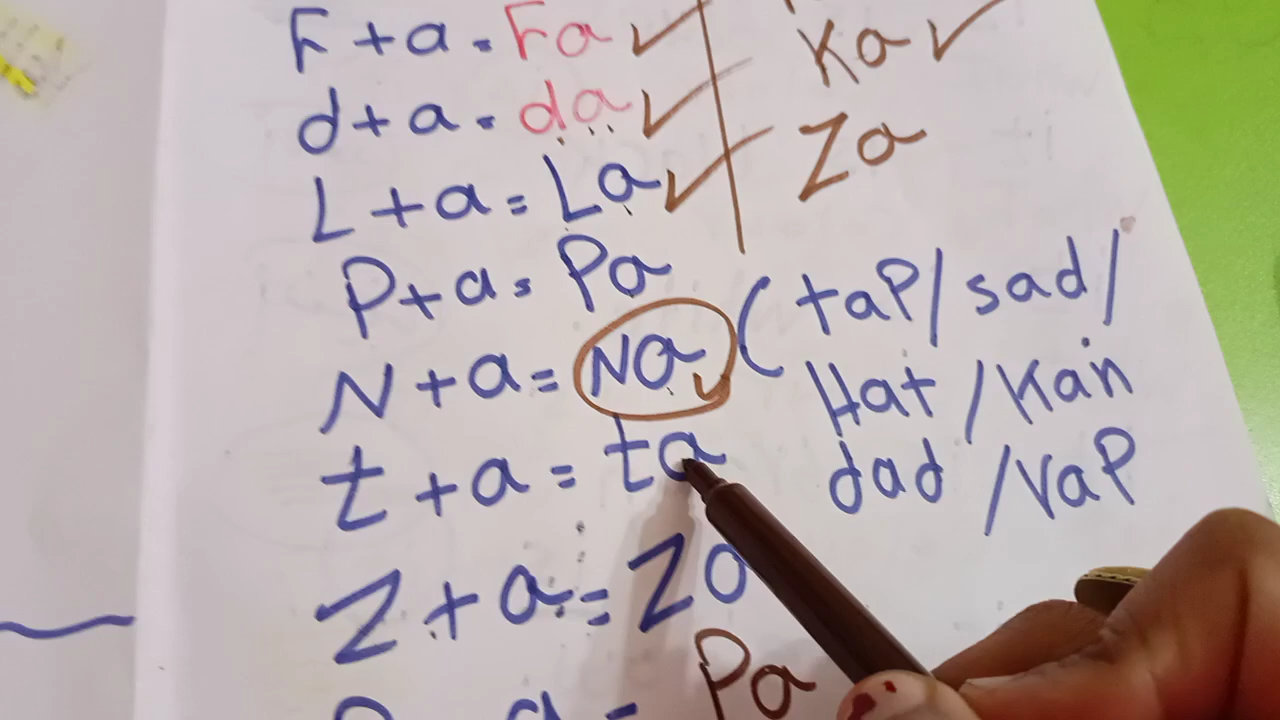 F + a = Fa ✓
d + a = da ✓
L + a = La ✓
P + a = Pa
N + a = Na
t + a = ta
Z + a = Za
a = Pa
Ka ✓
Za
( taP / sad /
Hat / Kan
dad / VaP